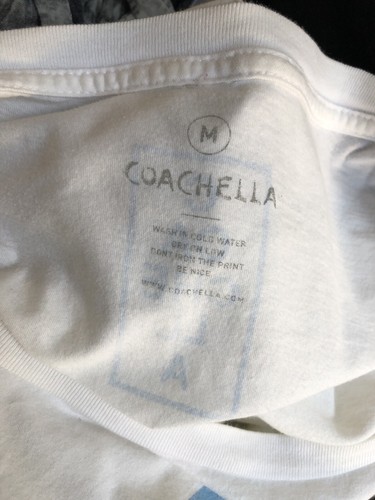 M
COACHELLA
WASH IN COLD WATER
DRY ON LOW
DONT IRON THE PRINT
BE NICE
WWW.COACHELLA.COM